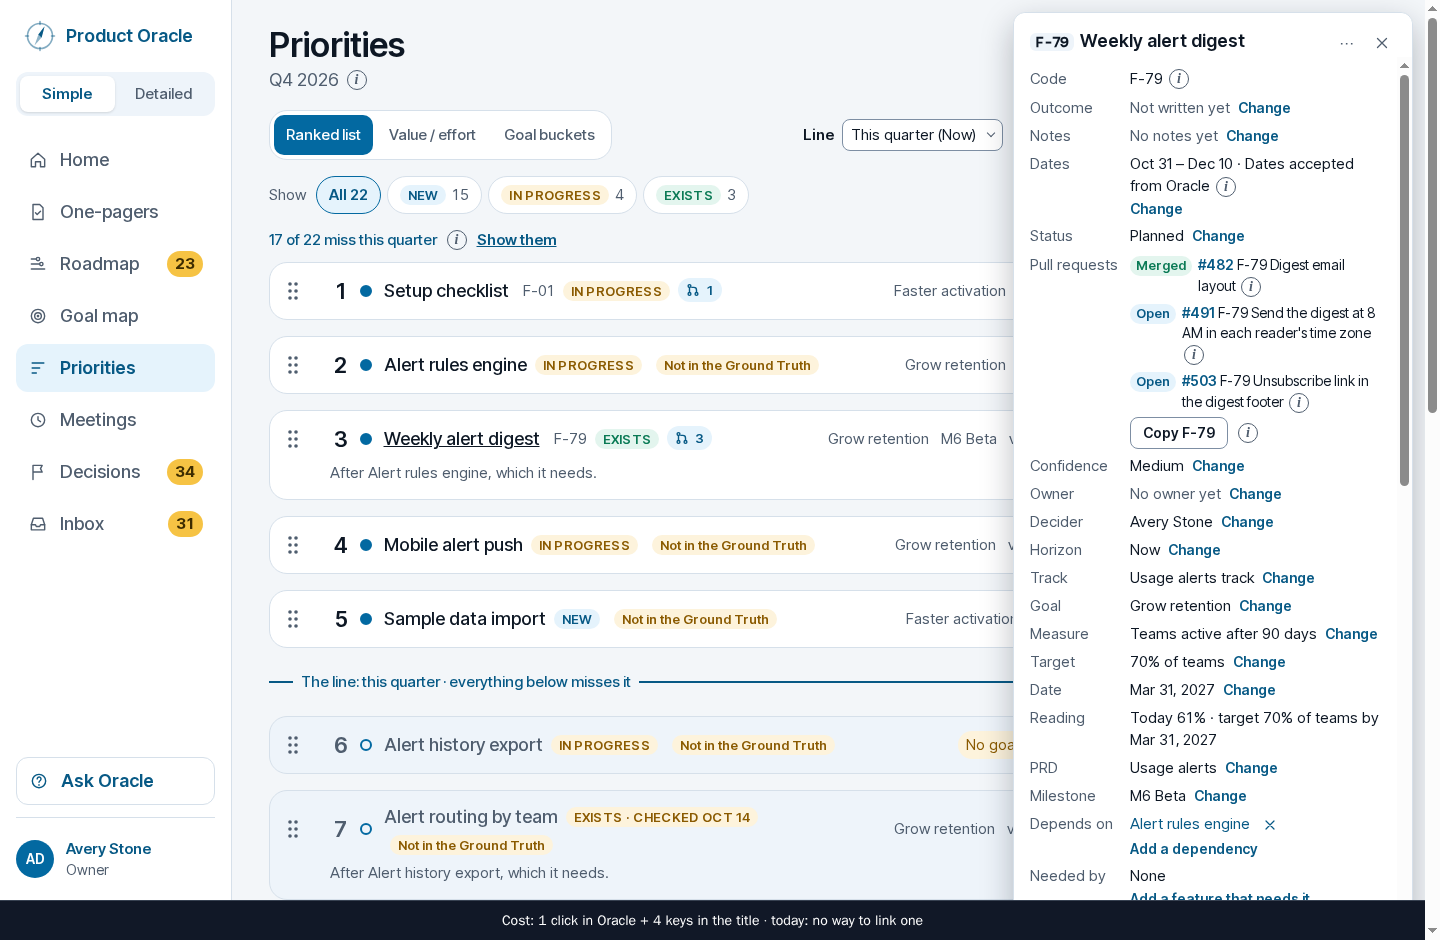 Product Oracle
Simple
Detailed
Home
One-pagers
Roadmap 23
Goal map
Priorities
Meetings
Decisions 34
Inbox 31
Ask Oracle
AD
Avery Stone
Owner
Priorities
Q4 2026 i
Ranked list
Value / effort
Goal buckets
Line This quarter (Now)
Show All 22 NEW 15 IN PROGRESS 4 EXISTS 3
17 of 22 miss this quarter i Show them
1 Setup checklist F-01 IN PROGRESS 1 Faster activation
2 Alert rules engine IN PROGRESS Not in the Ground Truth Grow retention
3 Weekly alert digest F-79 EXISTS 3 Grow retention M6 Beta
After Alert rules engine, which it needs.
4 Mobile alert push IN PROGRESS Not in the Ground Truth Grow retention
5 Sample data import NEW Not in the Ground Truth Faster activation
The line: this quarter · everything below misses it
6 Alert history export IN PROGRESS Not in the Ground Truth No goa
7 Alert routing by team EXISTS · CHECKED OCT 14 Grow retention
Not in the Ground Truth
After Alert history export, which it needs.
F-79 Weekly alert digest ···
Code F-79 i
Outcome Not written yet Change
Notes No notes yet Change
Dates Oct 31 – Dec 10 · Dates accepted
from Oracle i
Change
Status Planned Change
Pull requests Merged #482 F-79 Digest email
layout i
Open #491 F-79 Send the digest at 8
AM in each reader's time zone
i
Open #503 F-79 Unsubscribe link in
the digest footer i
Copy F-79 i
Confidence Medium Change
Owner No owner yet Change
Decider Avery Stone Change
Horizon Now Change
Track Usage alerts track Change
Goal Grow retention Change
Measure Teams active after 90 days Change
Target 70% of teams Change
Date Mar 31, 2027 Change
Reading Today 61% · target 70% of teams by
Mar 31, 2027
PRD Usage alerts Change
Milestone M6 Beta Change
Depends on Alert rules engine
Add a dependency
Needed by None
Add a feature that needs it
Cost: 1 click in Oracle + 4 keys in the title · today: no way to link one